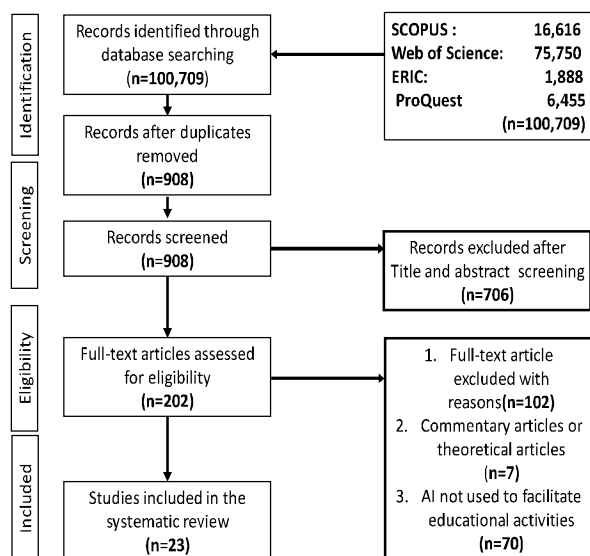 Identification
Records identified through
database searching
(n=100,709)
SCOPUS : 16,616
Web of Science: 75,750
ERIC: 1,888
ProQuest 6,455
(n=100,709)
Records after duplicates
removed
(n=908)
Screening
Records screened
(n=908)
Records excluded after
Title and abstract screening
(n=706)
Eligibility
Full-text articles assessed
for eligibility
(n=202)
1. Full-text article
excluded with
reasons(n=102)
2. Commentary articles or
theoretical articles
(n=7)
3. AI not used to facilitate
educational activities
(n=70)
Included
Studies included in the
systematic review
(n=23)